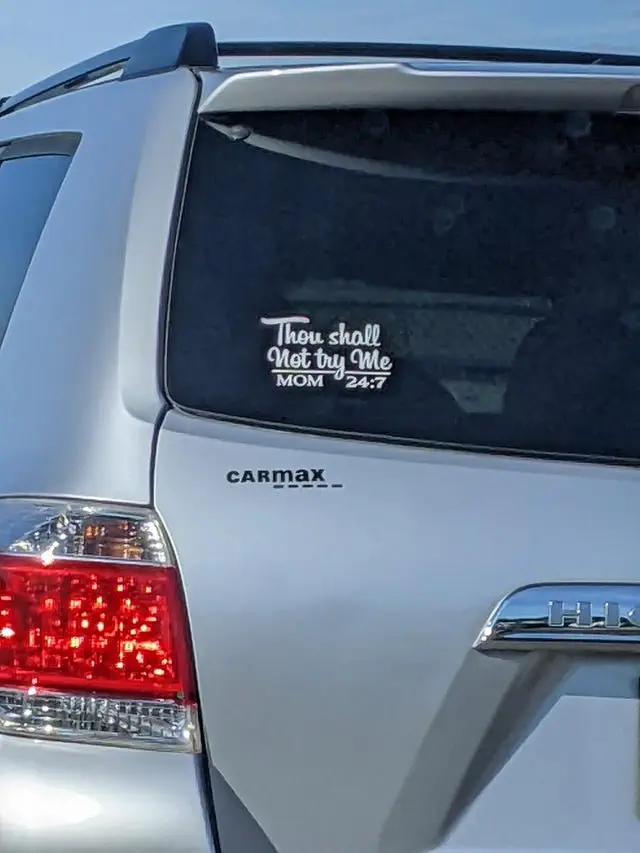 Thou shall
Not try Me
MOM 24:7
CARmax